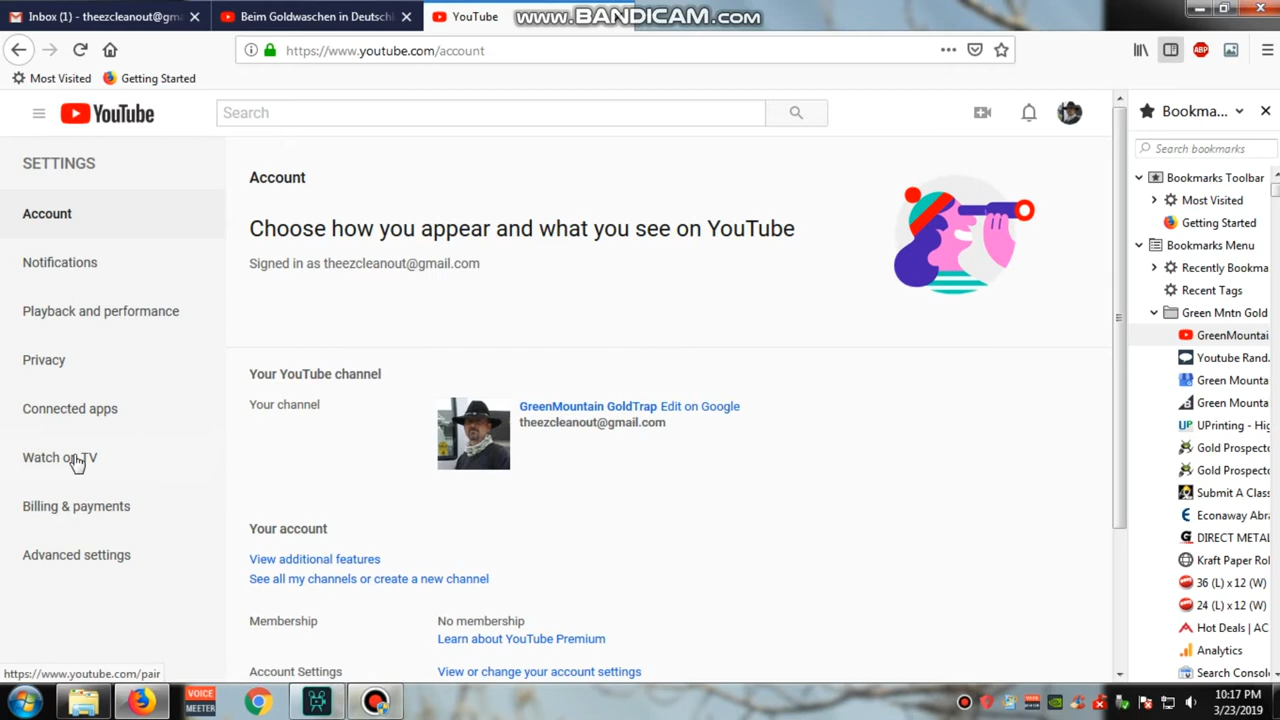 Inbox (1) - theezcleanout@gm
Beim Goldwaschen in Deutschl
YouTube
www.BANDICAM.com
https://www.youtube.com/account
Most Visited
Getting Started
YouTube
Search
Bookma...
Search bookmarks
SETTINGS
Account
Notifications
Playback and performance
Privacy
Connected apps
Watch on TV
Billing & payments
Advanced settings
Account
Choose how you appear and what you see on YouTube
Signed in as theezcleanout@gmail.com
Your YouTube channel
Your channel
GreenMountain GoldTrap Edit on Google
theezcleanout@gmail.com
Your account
View additional features
See all my channels or create a new channel
Membership
No membership
Learn about YouTube Premium
Account Settings
View or change your account settings
Bookmarks Toolbar
Most Visited
Getting Started
Bookmarks Menu
Recently Bookma
Recent Tags
Green Mntn Gold
GreenMountai
Youtube Rand.
Green Mounta
Green Mounta
UPrinting - Hig
Gold Prospecto
Gold Prospecto
Submit A Class
Econaway Abra
DIRECT METAL
Kraft Paper Rol
36 (L) x 12 (W)
24 (L) x 12 (W)
Hot Deals | AC
Analytics
Search Consol
https://www.youtube.com/pair
VOICE
MEETER
10:17 PM
3/23/2019
ABP